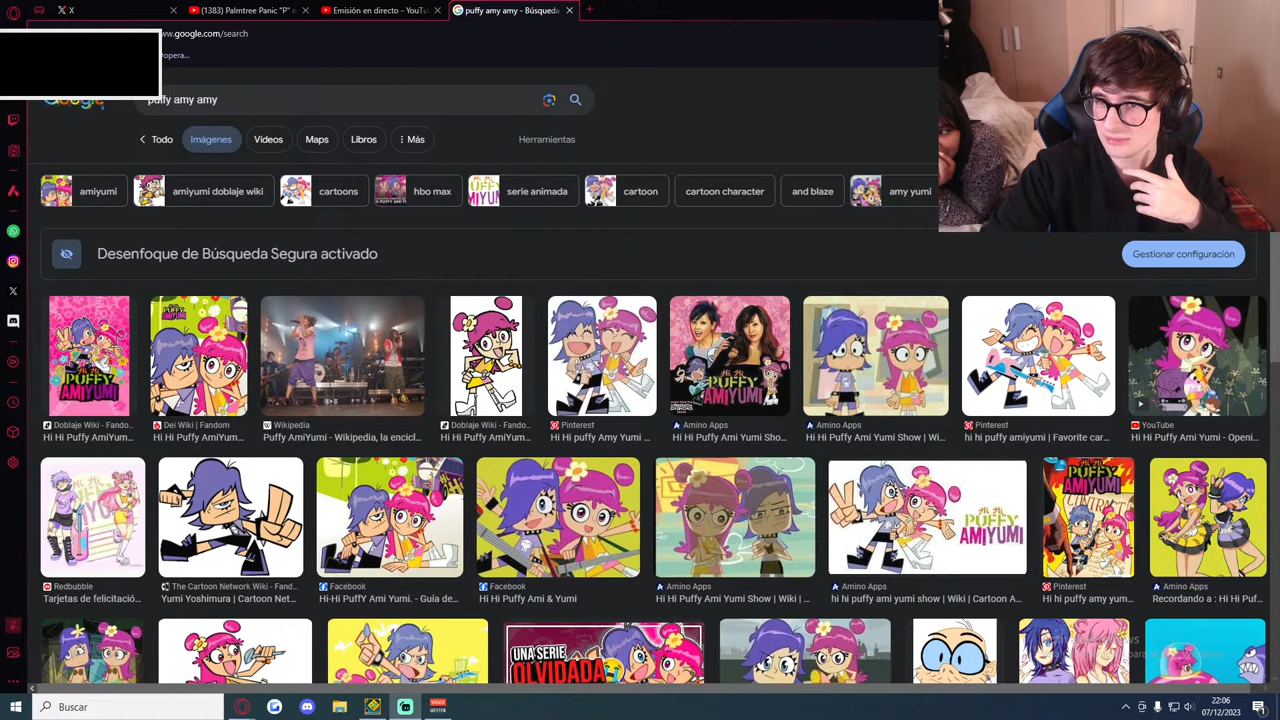 X
(1383) Palmtree Panic "P" n
Emisión en directo - YouTu
puffy amy amy - Búsqueda
ww.google.com/search
opera...
Google
puffy amy amy
Todo
Imágenes
Vídeos
Maps
Libros
Más
Herramientas
amiyumi
amiyumi doblaje wiki
cartoons
hbo max
serie animada
cartoon
cartoon character
and blaze
amy yumi
Desenfoque de Búsqueda Segura activado
Gestionar configuración
Doblaje Wiki - Fando...
Hi Hi Puffy AmiYum...
Dei Wiki | Fandom
Hi Hi Puffy AmiYum...
Wikipedia
Puffy AmiYumi - Wikipedia, la encicl...
Doblaje Wiki - Fando...
Hi Hi Puffy AmiYum...
Pinterest
Hi Hi puffy Amy Yumi ...
Amino Apps
Hi Hi Puffy Ami Yumi Sho...
Amino Apps
Hi Hi Puffy Ami Yumi Show | Wi...
Pinterest
hi hi puffy amiyumi | Favorite car...
YouTube
Hi Hi Puffy Ami Yumi - Openi...
Hi Hi
PUFFY
AMIYUMI
Redbubble
Tarjetas de felicitació...
The Cartoon Network Wiki - Fand...
Yumi Yoshimura | Cartoon Net...
Facebook
Hi-Hi Puffy Ami Yumi. - Guía de...
Facebook
Hi Hi Puffy Ami & Yumi
Amino Apps
Hi Hi Puffy Ami Yumi Show | Wiki | ...
Amino Apps
hi hi puffy ami yumi show | Wiki | Cartoon A...
Pinterest
Hi hi puffy amy yum...
Amino Apps
Recordando a : Hi Hi Puf...
UNA SERIE
OLVIDADA
Buscar
22:06
07/12/2023